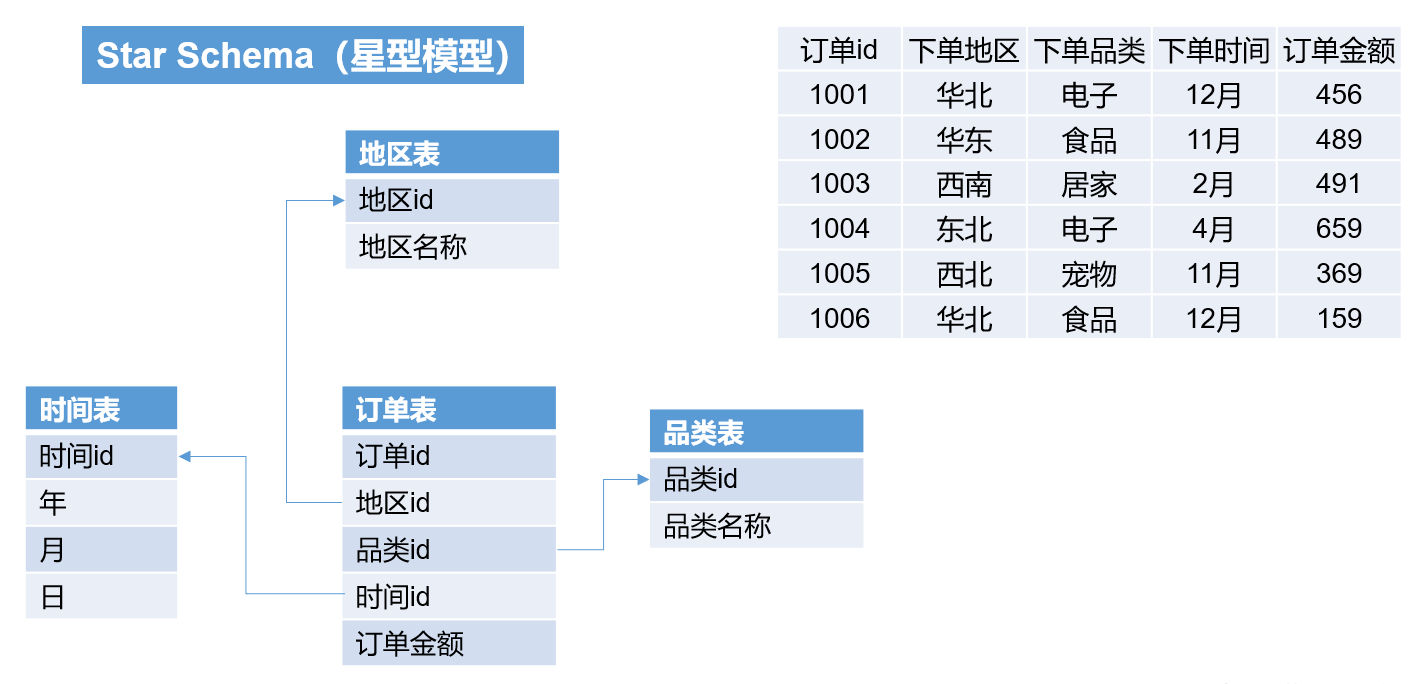 Star Schema（星型模型）
订单id 下单地区 下单品类 下单时间 订单金额
1001 华北 电子 12月 456
1002 华东 食品 11月 489
1003 西南 居家 2月 491
1004 东北 电子 4月 659
1005 西北 宠物 11月 369
1006 华北 食品 12月 159
地区表
地区id
地区名称
时间表
时间id
年
月
日
订单表
订单id
地区id
品类id
时间id
订单金额
品类表
品类id
品类名称